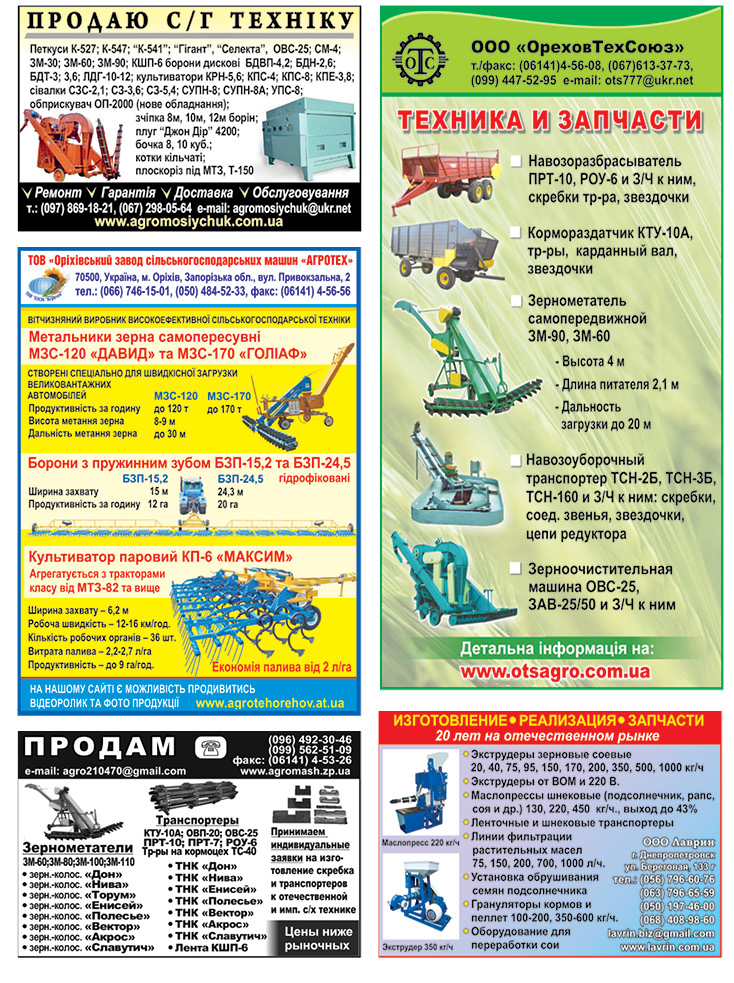 ПРОДАЮ С/Г ТЕХНІКУ
Петкуси К-527; К-547; “К-541”; “Гігант”, “Селекта”, ОВС-25; СМ-4;
ЗМ-30; ЗМ-60; ЗМ-90; КШП-6 борони дискові БДВП-4,2; БДН-2,6;
БДТ-3; 3,6; ЛДГ-10-12; культиватори КРН-5,6; КПС-4; КПС-8; КПЕ-3,8;
сівалки СЗС-2,1; СЗ-3,6; СЗ-5,4; СУПН-8; СУПН-8А; УПС-8;
обприскувач ОП-2000 (нове обладнання);
зчіпка 8м, 10м, 12м борін;
плуг “Джон Дір” 4200;
бочка 8, 10 куб.;
котки кільчаті;
плоскоріз під МТЗ, Т-150
Ремонт Гарантія Доставка Обслуговування
т.: (097) 869-18-21, (067) 298-05-64 e-mail: agromosiychuk@ukr.net
www.agromosiychuk.com.ua
ТОВ «Оріхівський завод сільськогосподарських машин «АГРОТЕХ»
70500, Україна, м. Оріхів, Запорізька обл., вул. Привокзальна, 2
тел.: (066) 746-15-01, (050) 484-52-33, факс: (06141) 4-56-56
ВІТЧИЗНЯНИЙ ВИРОБНИК ВИСОКОЕФЕКТИВНОЇ СІЛЬСЬКОГОСПОДАРСЬКОЇ ТЕХНІКИ
Метальники зерна самопересувні
МЗС-120 «ДАВИД» та МЗС-170 «ГОЛІАФ»
СТВОРЕНІ СПЕЦІАЛЬНО ДЛЯ ШВИДКІСНОЇ ЗАГРУЗКИ
ВЕЛИКОВАНТАЖНИХ
АВТОМОБІЛЕЙ МЗС-120 МЗС-170
Продуктивність за годину до 120 т до 170 т
Висота метання зерна 8-9 м
Дальність метання зерна до 30 м
Борони з пружинним зубом БЗП-15,2 та БЗП-24,5
БЗП-15,2 БЗП-24,5 гідрофіковані
Ширина захвату 15 м 24,3 м
Продуктивність за годину 12 га 20 га
Культиватор паровий КП-6 «МАКСИМ»
Агрегатується з тракторами
класу від МТЗ-82 та вище
Ширина захвату – 6,2 м
Робоча швидкість – 12-16 км/год.
Кількість робочих органів – 36 шт.
Витрата палива – 2,2-2,7 л/га
Продуктивність – до 9 га/год.
Економія палива від 2 л/га
НА НАШОМУ САЙТІ Є МОЖЛИВІСТЬ ПРОДИВИТИСЬ
ВІДЕОРОЛИК ТА ФОТО ПРОДУКЦІЇ www.agrotehorehov.at.ua
ПРОДАМ
(096) 492-30-46
(099) 562-51-09
факс: (06141) 4-53-26
e-mail: agro210470@gmail.com www.agromash.zp.ua
Зернометатели
ЗМ-60;ЗМ-80;ЗМ-100;ЗМ-110
• зерн.-колос. «Дон»
• зерн.-колос. «Нива»
• зерн.-колос. «Торум»
• зерн.-колос. «Енисей»
• зерн.-колос. «Полесье»
• зерн.-колос. «Вектор»
• зерн.-колос. «Акрос»
• зерн.-колос. «Славутич»
Транспортеры
КТУ-10А; ОВП-20; ОВС-25
ПРТ-10; ПРТ-7; РОУ-6
Тр-ры на кормоцех ТС-40
• ТНК «Дон»
• ТНК «Нива»
• ТНК «Енисей»
• ТНК «Полесье»
• ТНК «Вектор»
• ТНК «Акрос»
• ТНК «Славутич»
• Лента КШП-6
Принимаем
индивидуальные
заявки на изго-
товление скребка
и транспортеров
к отечественной
и имп. с/х технике
Цены ниже
рыночных
ОТС
ООО «ОреховТехСоюз»
т./факс: (06141)4-56-08, (067)613-37-73,
(099) 447-52-95 e-mail: ots777@ukr.net
ТЕХНИКА И ЗАПЧАСТИ
Навозоразбрасыватель
ПРТ-10, РОУ-6 и З/Ч к ним,
скребки тр-ра, звездочки
Кормораздатчик КТУ-10А,
тр-ры, карданный вал,
звездочки
Зернометатель
самопередвижной
ЗМ-90, ЗМ-60
- Высота 4 м
- Длина питателя 2,1 м
- Дальность
загрузки до 20 м
Навозоуборочный
транспортер ТСН-2Б, ТСН-3Б,
ТСН-160 и З/Ч к ним: скребки,
соед. звенья, звездочки,
цепи редуктора
Зерноочистительная
машина ОВС-25,
ЗАВ-25/50 и З/Ч к ним
Детальна інформація на:
www.otsagro.com.ua
ИЗГОТОВЛЕНИЕ • РЕАЛИЗАЦИЯ • ЗАПЧАСТИ
20 лет на отечественном рынке
• Экструдеры зерновые соевые
20, 40, 75, 95, 150, 170, 200, 350, 500, 1000 кг/ч
• Экструдеры от ВОМ и 220 В.
• Маслопрессы шнековые (подсолнечник, рапс,
соя и др.) 130, 220, 450 кг/ч., выход до 43%
• Ленточные и шнековые транспортеры
• Линии фильтрации
растительных масел
75, 150, 200, 700, 1000 л/ч.
• Установка обрушивания
семян подсолнечника
• Грануляторы кормов и
пеллет 100-200, 350-600 кг/ч.
• Оборудование для
переработки сои
Маслопресс 220 кг/ч
Экструдер 350 кг/ч
ООО Лаврин
г. Днепропетровск
ул. Береговая, 133 г
тел.: (056) 796-60-76
(063) 796-65-59
(050) 197-46-00
(068) 408-98-60
lavrin.biz@gmail.com
www.lavrin.com.ua